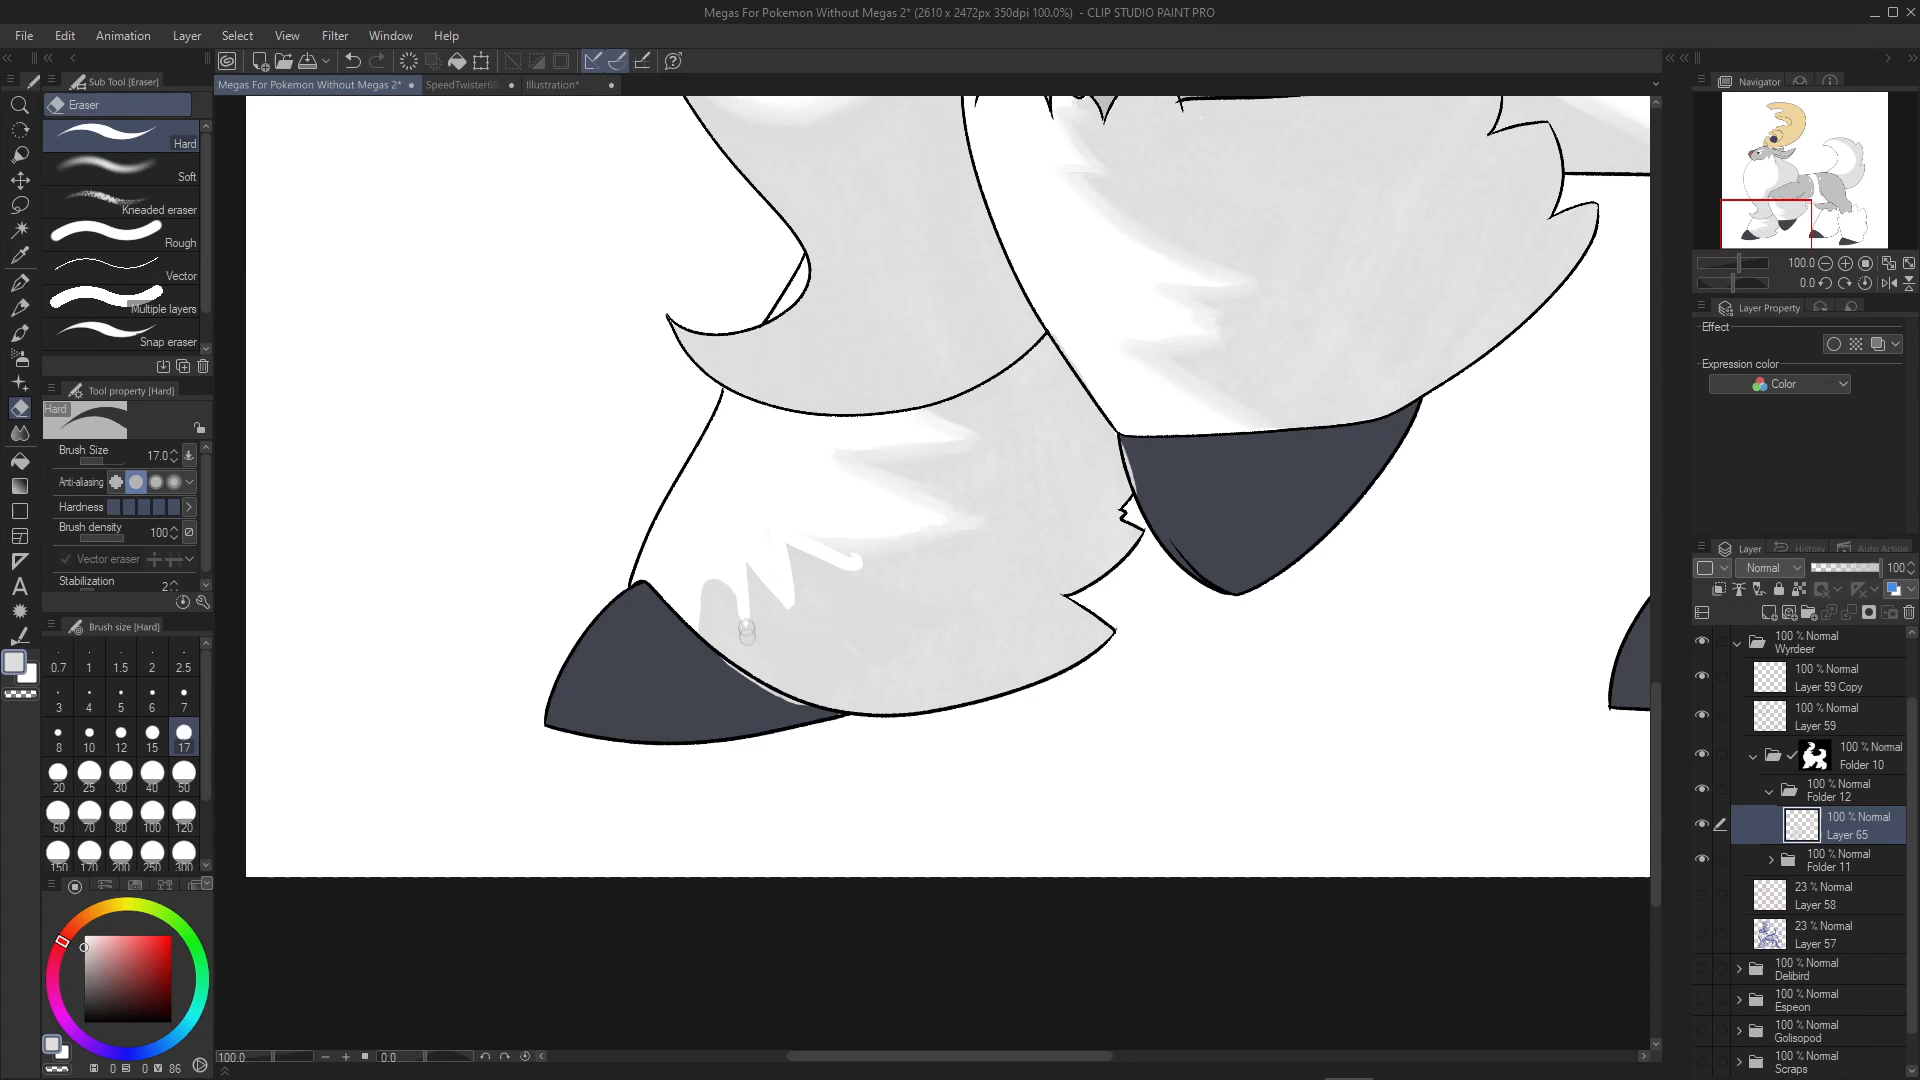 Megas For Pokemon Without Megas 2* (2610 x 2472px 350dpi 100.0%) - CLIP STUDIO PAINT PRO
File Edit Animation Layer Select View Filter Window Help
Sub Tool [Eraser]
Megas For Pokemon Without Megas 2* SpeedTwister69 Illustration*
Eraser
Hard
Soft
Kneaded eraser
Rough
Vector
Multiple layers
Snap eraser
Tool property [Hard]
Hard
Brush Size 17.0
Anti-aliasing
Hardness
Brush density 100
Vector eraser
Stabilization 2
Brush size [Hard]
0.7 1 1.5 2 2.5
3 4 5 6 7
8 10 12 15 17
20 25 30 40 50
60 70 80 100 120
150 170 200 250 300
H 0 S 0 V 86
100.0 0.0
Navigator
100.0
0.0
Layer Property
Effect
Expression color
Color
Layer History Auto Action
Normal 100
100 % Normal
Wyrdeer
100 % Normal
Layer 59 Copy
100 % Normal
Layer 59
100 % Normal
Folder 10
100 % Normal
Folder 12
100 % Normal
Layer 65
100 % Normal
Folder 11
23 % Normal
Layer 58
23 % Normal
Layer 57
100 % Normal
Delibird
100 % Normal
Espeon
100 % Normal
Golisopod
100 % Normal
Scraps